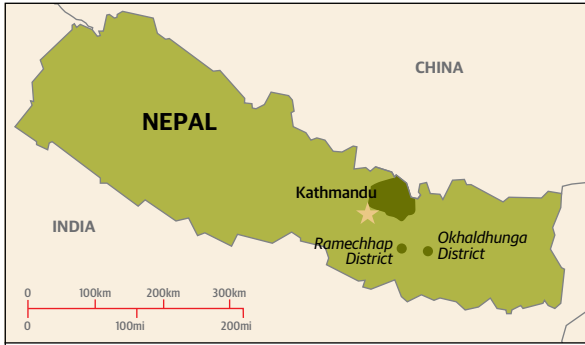 CHINA
NEPAL
Kathmandu
INDIA
Ramechhap
District
Okhaldhunga
District
0 100km 200km 300km
0 100mi 200mi